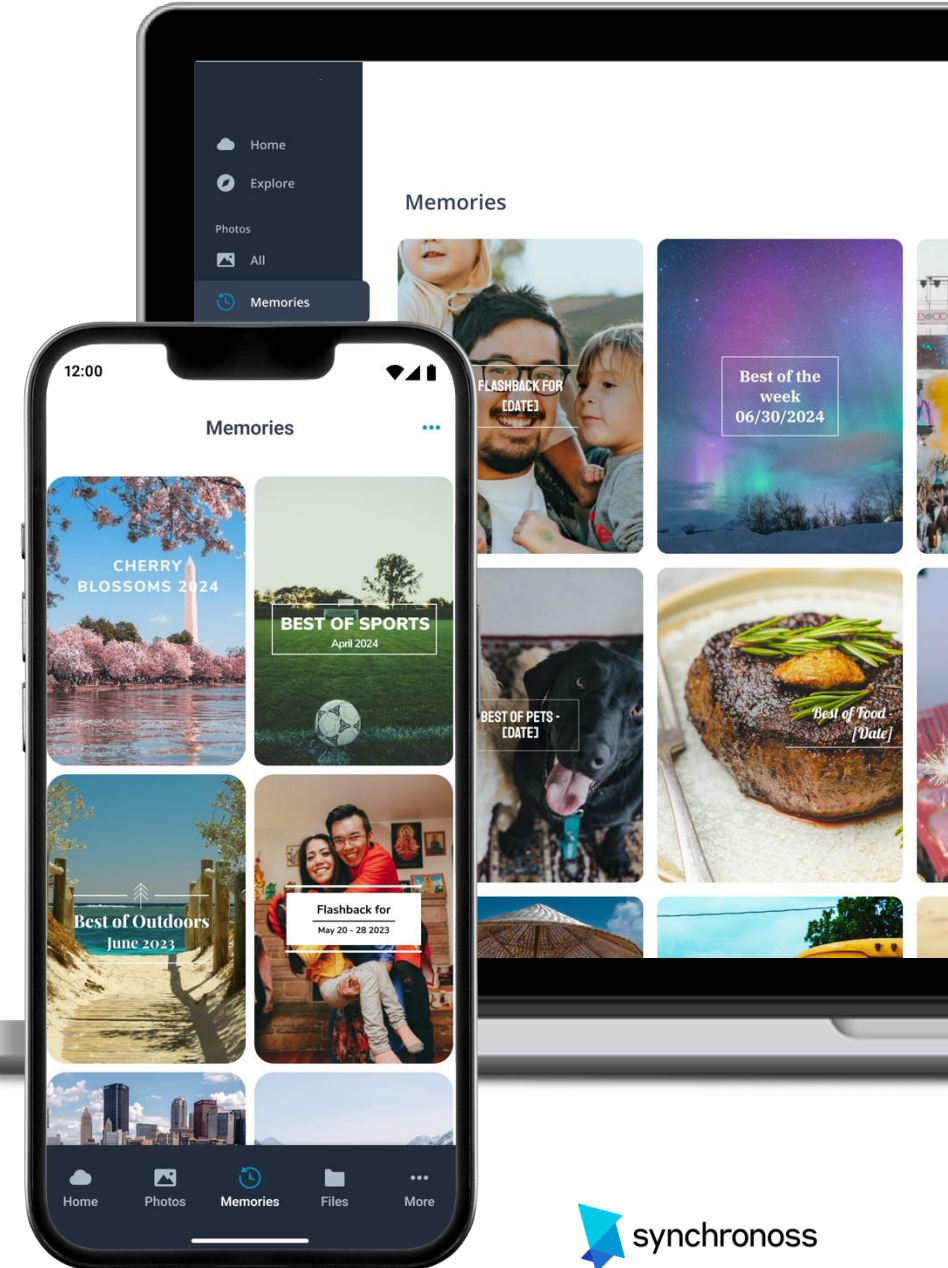 Home
Explore
Photos
All
Memories
Memories
FLASHBACK FOR
[DATE]
Best of the
week
06/30/2024
BEST OF PETS -
[DATE]
Best of Food -
[Date]
12:00
Memories
CHERRY
BLOSSOMS 2024
BEST OF SPORTS
April 2024
Best of Outdoors
June 2023
Flashback for
May 20 - 28 2023
Home
Photos
Memories
Files
More
synchronoss